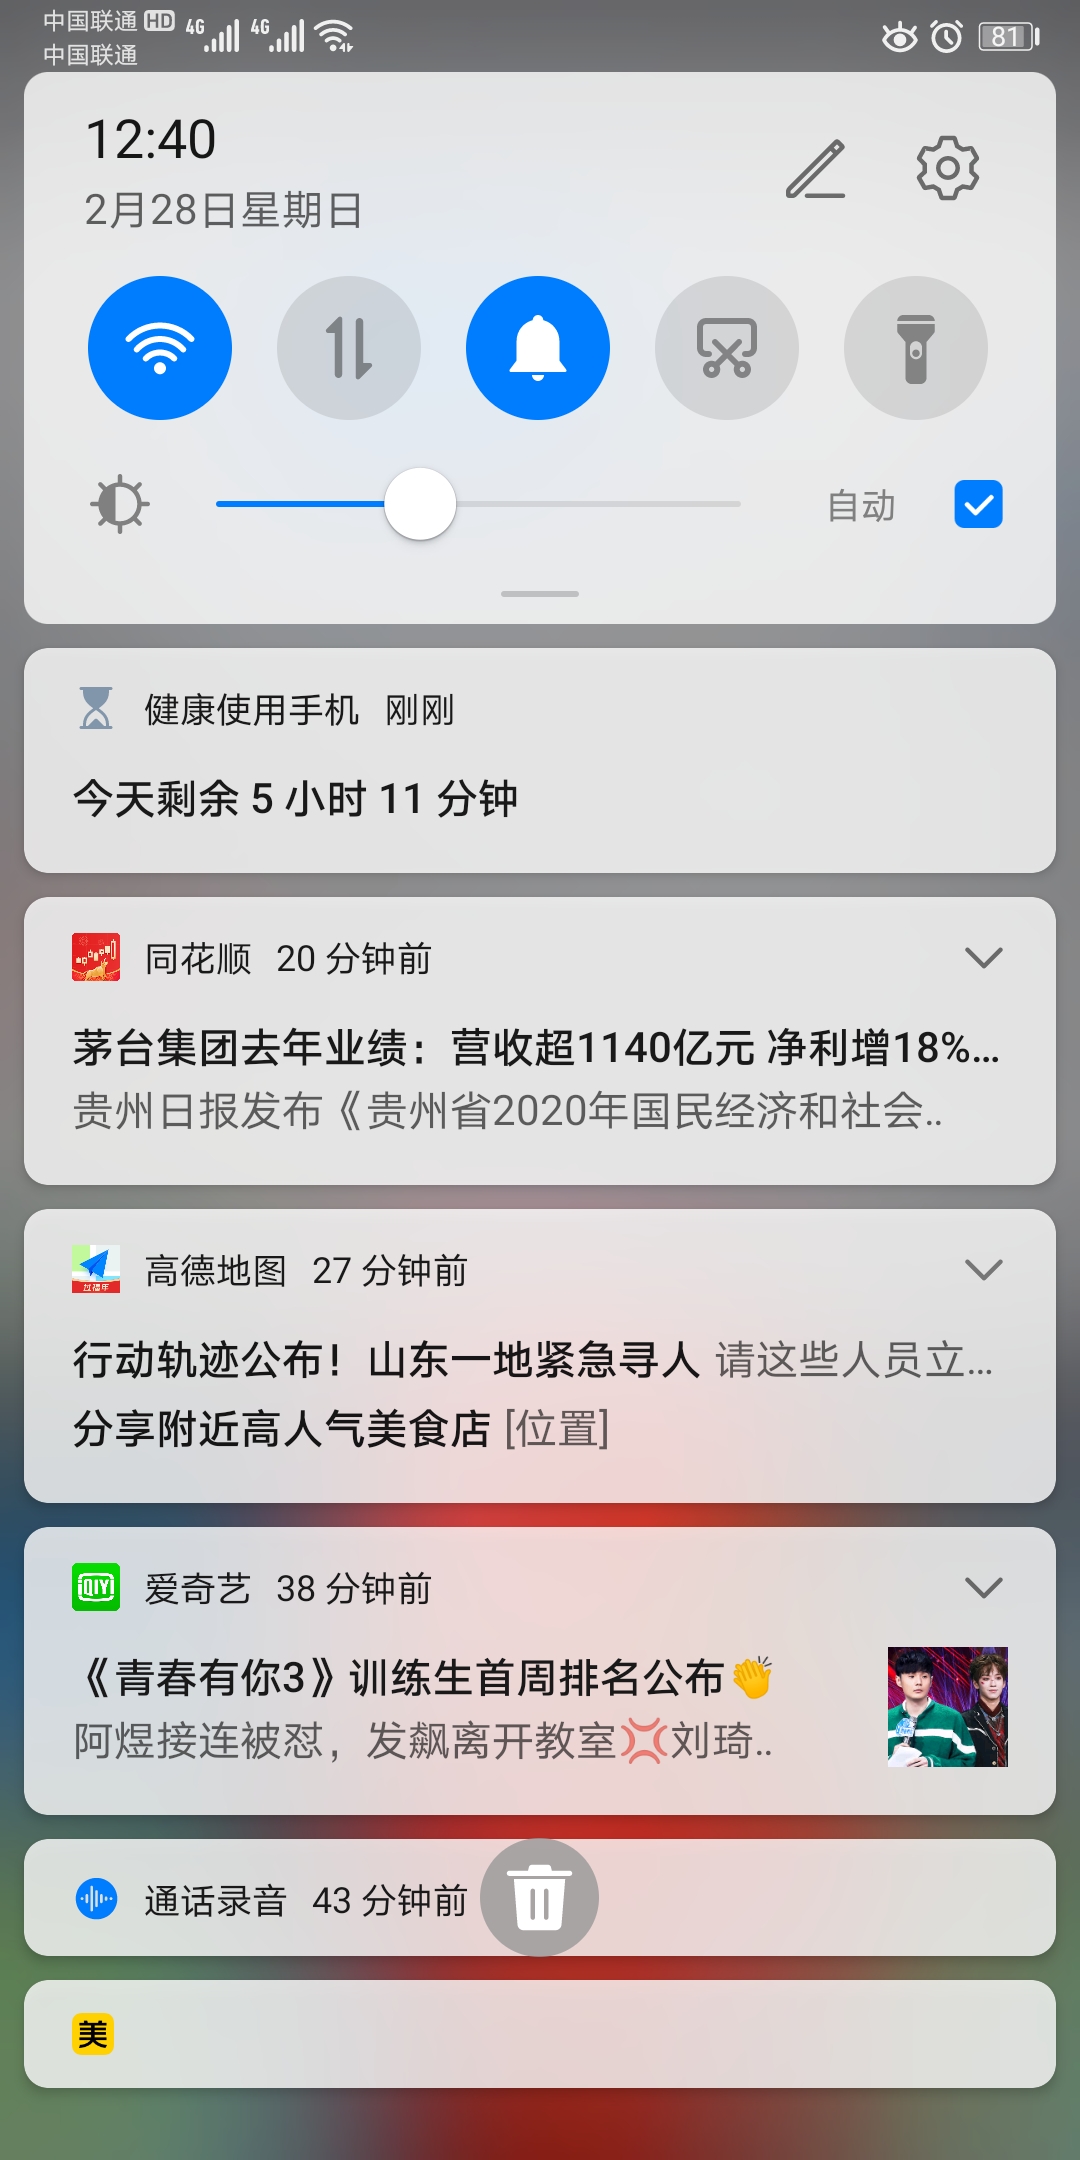 中国联通 HD 4G 4G
中国联通
81
12:40
2月28日星期日
自动
健康使用手机 刚刚
今天剩余 5 小时 11 分钟
同花顺 20 分钟前
茅台集团去年业绩：营收超1140亿元 净利增18%...
贵州日报发布《贵州省2020年国民经济和社会..
过福年
高德地图 27 分钟前
行动轨迹公布！山东一地紧急寻人 请这些人员立...
分享附近高人气美食店 [位置]
iQIYI
爱奇艺 38 分钟前
《青春有你3》训练生首周排名公布👏
阿煜接连被怼，发飙离开教室💢刘琦..
通话录音 43 分钟前
美